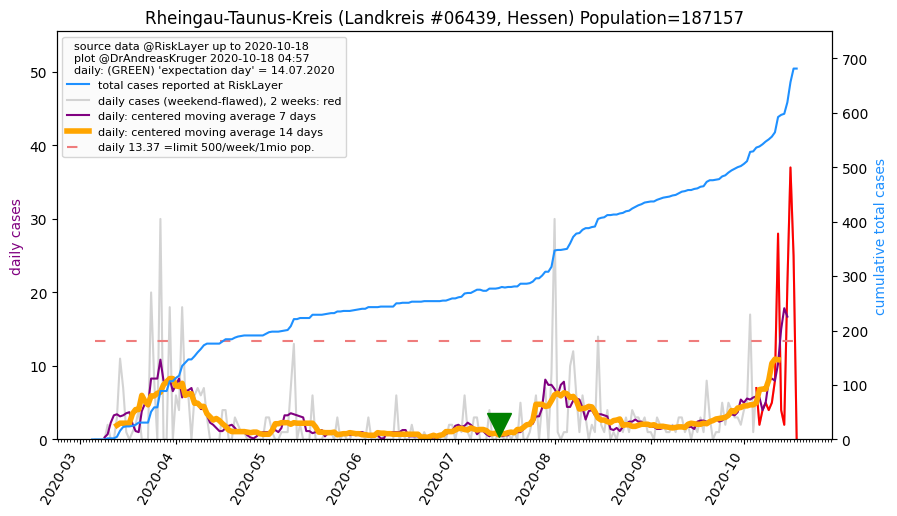 Rheingau-Taunus-Kreis (Landkreis #06439, Hessen) Population=187157
source data @RiskLayer up to 2020-10-18
plot @DrAndreasKruger 2020-10-18 04:57
daily: (GREEN) 'expectation day' = 14.07.2020
total cases reported at RiskLayer
daily cases (weekend-flawed), 2 weeks: red
daily: centered moving average 7 days
daily: centered moving average 14 days
daily 13.37 =limit 500/week/1mio pop.
daily cases
50
40
30
20
10
0
cumulative total cases
700
600
500
400
300
200
100
0
2020-03
2020-04
2020-05
2020-06
2020-07
2020-08
2020-09
2020-10